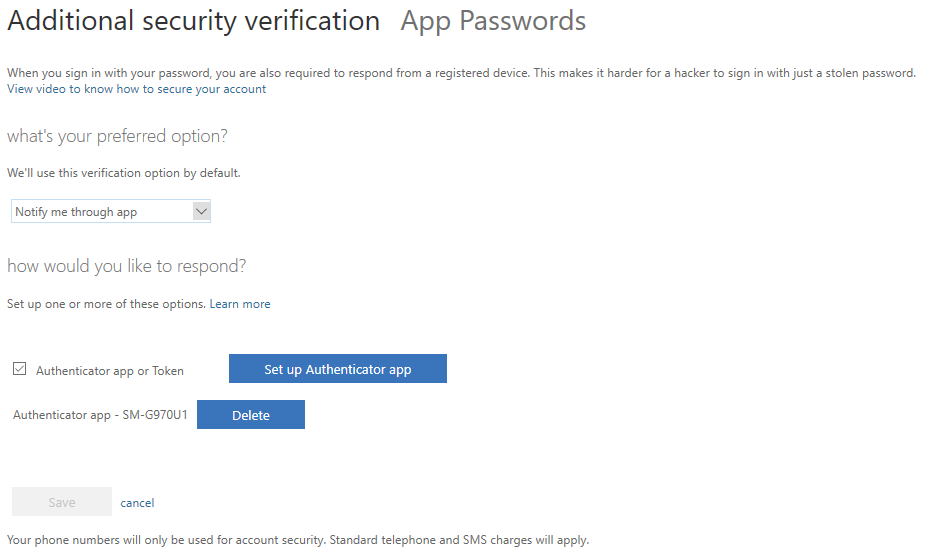 Additional security verification App Passwords
When you sign in with your password, you are also required to respond from a registered device. This makes it harder for a hacker to sign in with just a stolen password.
View video to know how to secure your account
what's your preferred option?
We'll use this verification option by default.
Notify me through app
how would you like to respond?
Set up one or more of these options. Learn more
Authenticator app or Token Set up Authenticator app
Authenticator app - SM-G970U1 Delete
Save cancel
Your phone numbers will only be used for account security. Standard telephone and SMS charges will apply.